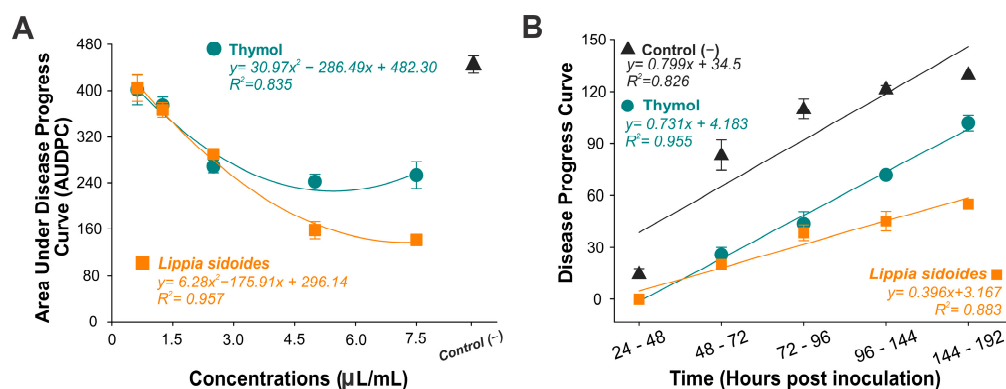 A
Area Under Disease Progress
Curve (AUDPC)
480
400
320
240
160
80
0
Thymol
y= 30.97x² − 286.49x + 482.30
R²=0.835
Lippia sidoides
y= 6.28x²−175.91x + 296.14
R²= 0.957
0
1.5
3.0
4.5
6.0
7.5
Control (−)
Concentrations (µL/mL)
B
Disease Progress Curve
150
120
90
60
30
0
Control (−)
y= 0.799x + 34.5
R²=0.826
Thymol
y= 0.731x + 4.183
R²= 0.955
Lippia sidoides
y= 0.396x+3.167
R²= 0.883
24 - 48
48 - 72
72 - 96
96 - 144
144 - 192
Time (Hours post inoculation)